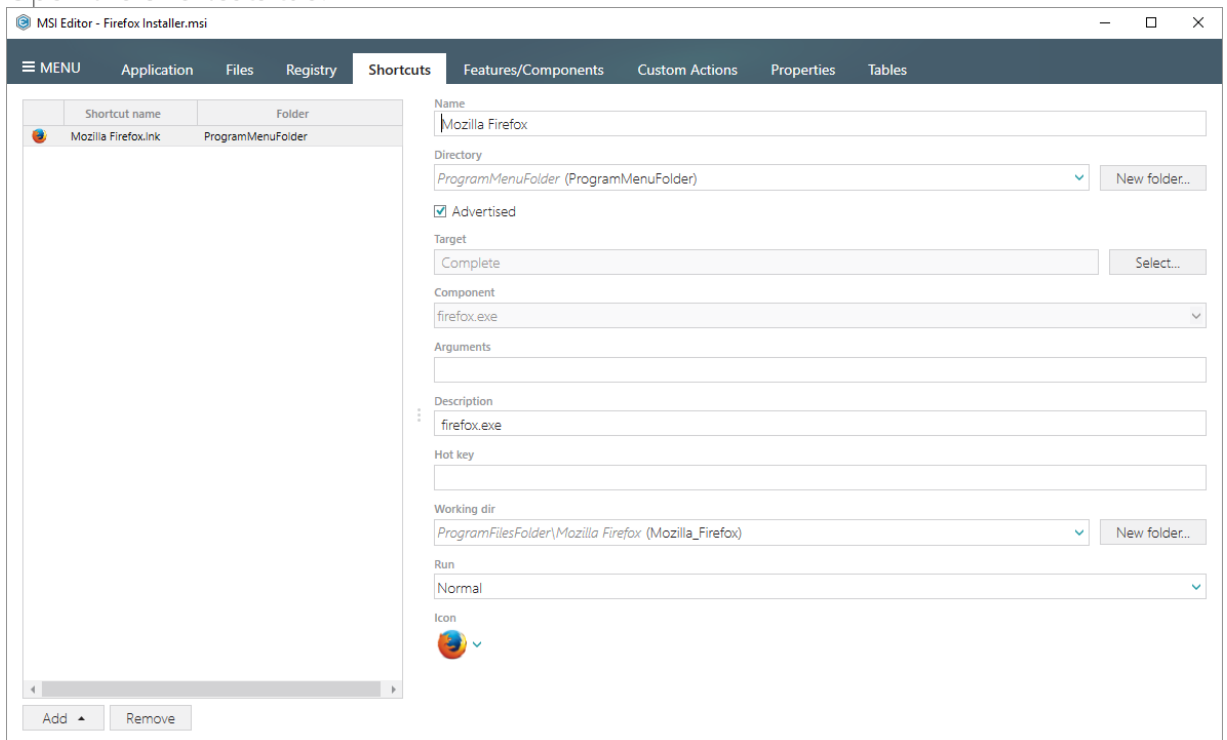 MSI Editor - Firefox Installer.msi
MENU Application Files Registry Shortcuts Features/Components Custom Actions Properties Tables
Shortcut name Folder
Mozilla Firefox.lnk ProgramMenuFolder
Name
Mozilla Firefox
Directory
ProgramMenuFolder (ProgramMenuFolder)
New folder...
Advertised
Target
Complete
Select...
Component
firefox.exe
Arguments
Description
firefox.exe
Hot key
Working dir
ProgramFilesFolder\Mozilla Firefox (Mozilla_Firefox)
New folder...
Run
Normal
Icon
Add Remove